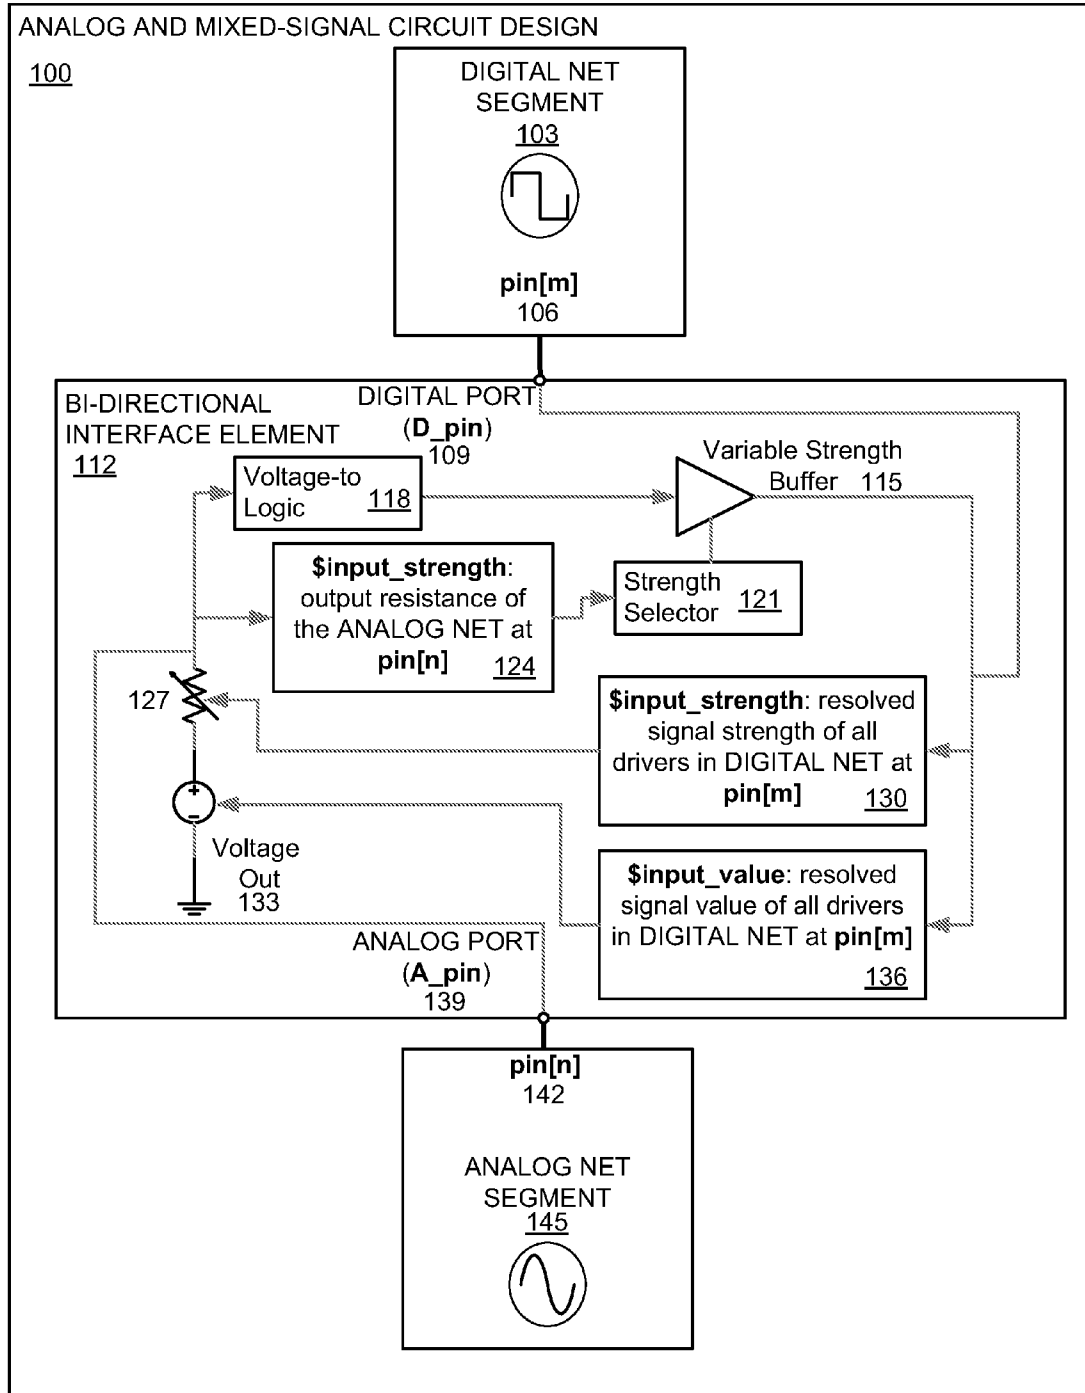 ANALOG AND MIXED-SIGNAL CIRCUIT DESIGN
100
DIGITAL NET
SEGMENT
103
pin[m]
106
BI-DIRECTIONAL
INTERFACE ELEMENT
112
DIGITAL PORT
(D_pin)
109
Voltage-to
Logic
118
Variable Strength
Buffer 115
$input_strength:
output resistance of
the ANALOG NET at
pin[n]
124
Strength
Selector
121
127
$input_strength: resolved
signal strength of all
drivers in DIGITAL NET at
pin[m]
130
+
−
Voltage
Out
133
$input_value: resolved
signal value of all drivers
in DIGITAL NET at pin[m]
136
ANALOG PORT
(A_pin)
139
pin[n]
142
ANALOG NET
SEGMENT
145